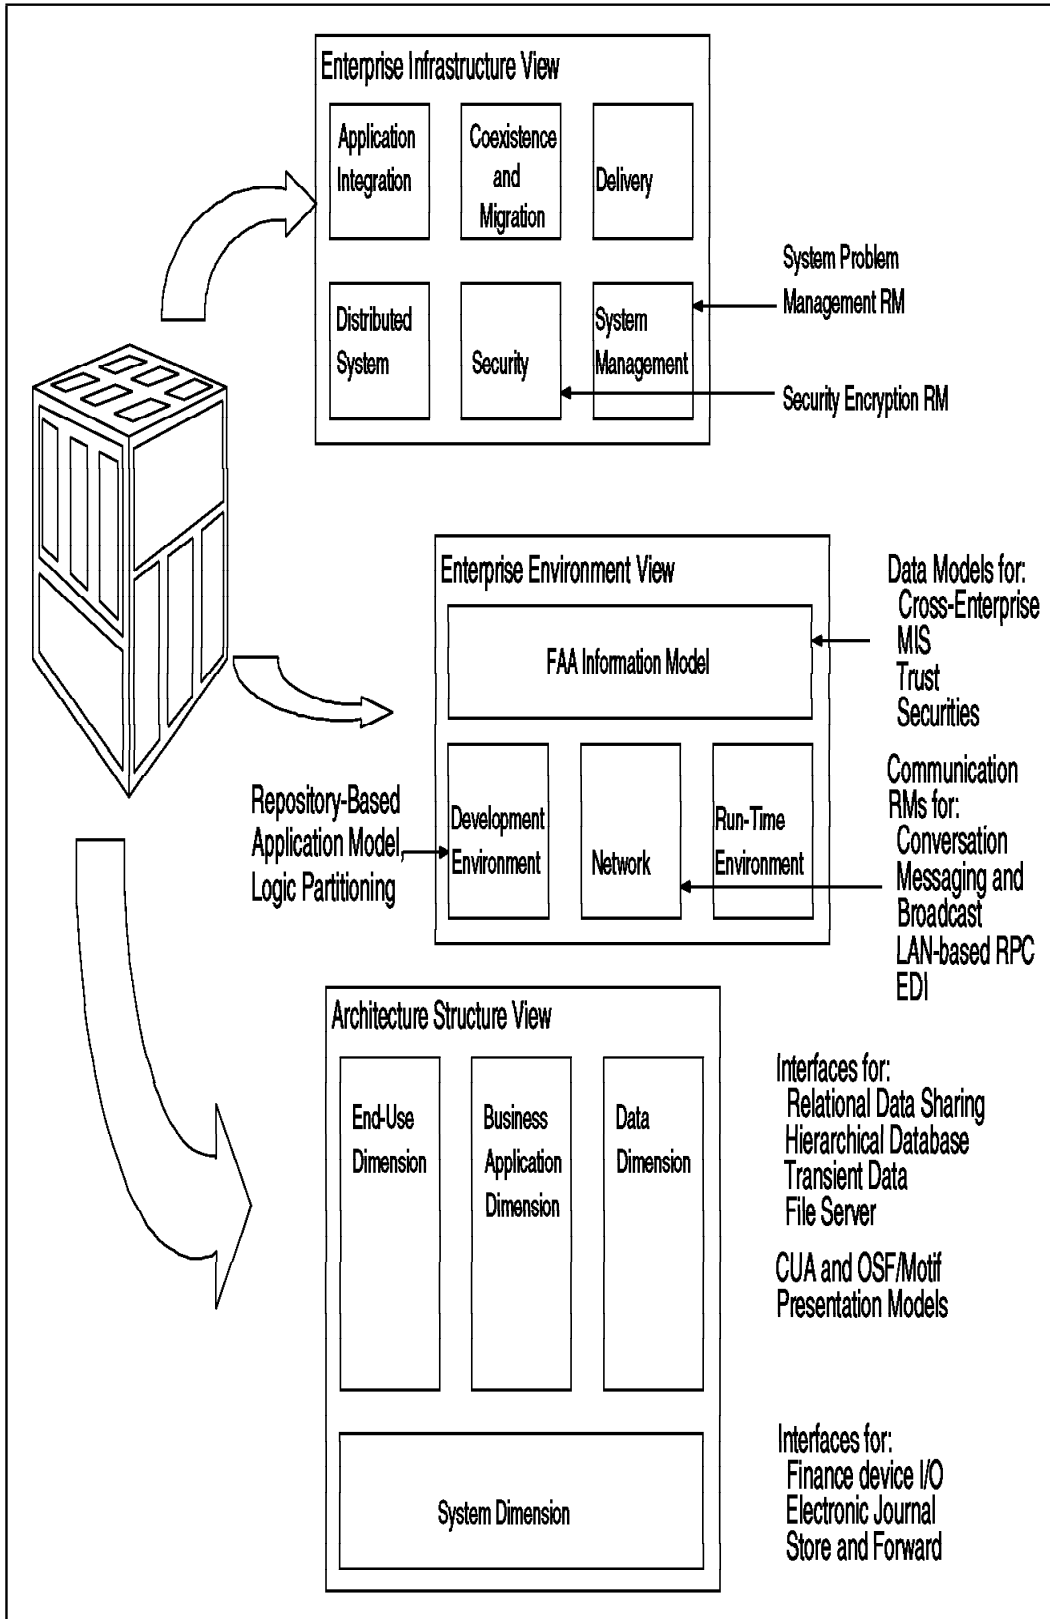 Enterprise Infrastructure View
Application
Integration
Coexistence
and
Migration
Delivery
Distributed
System
Security
System
Management
System Problem
Management RM
Security Encryption RM
Enterprise Environment View
FAA Information Model
Development
Environment
Network
Run-Time
Environment
Data Models for:
Cross-Enterprise
MIS
Trust
Securities
Repository-Based
Application Model,
Logic Partitioning
Communication
RMs for:
Conversation
Messaging and
Broadcast
LAN-based RPC
EDI
Architecture Structure View
End-Use
Dimension
Business
Application
Dimension
Data
Dimension
System Dimension
Interfaces for:
Relational Data Sharing
Hierarchical Database
Transient Data
File Server
CUA and OSF/Motif
Presentation Models
Interfaces for:
Finance device I/O
Electronic Journal
Store and Forward